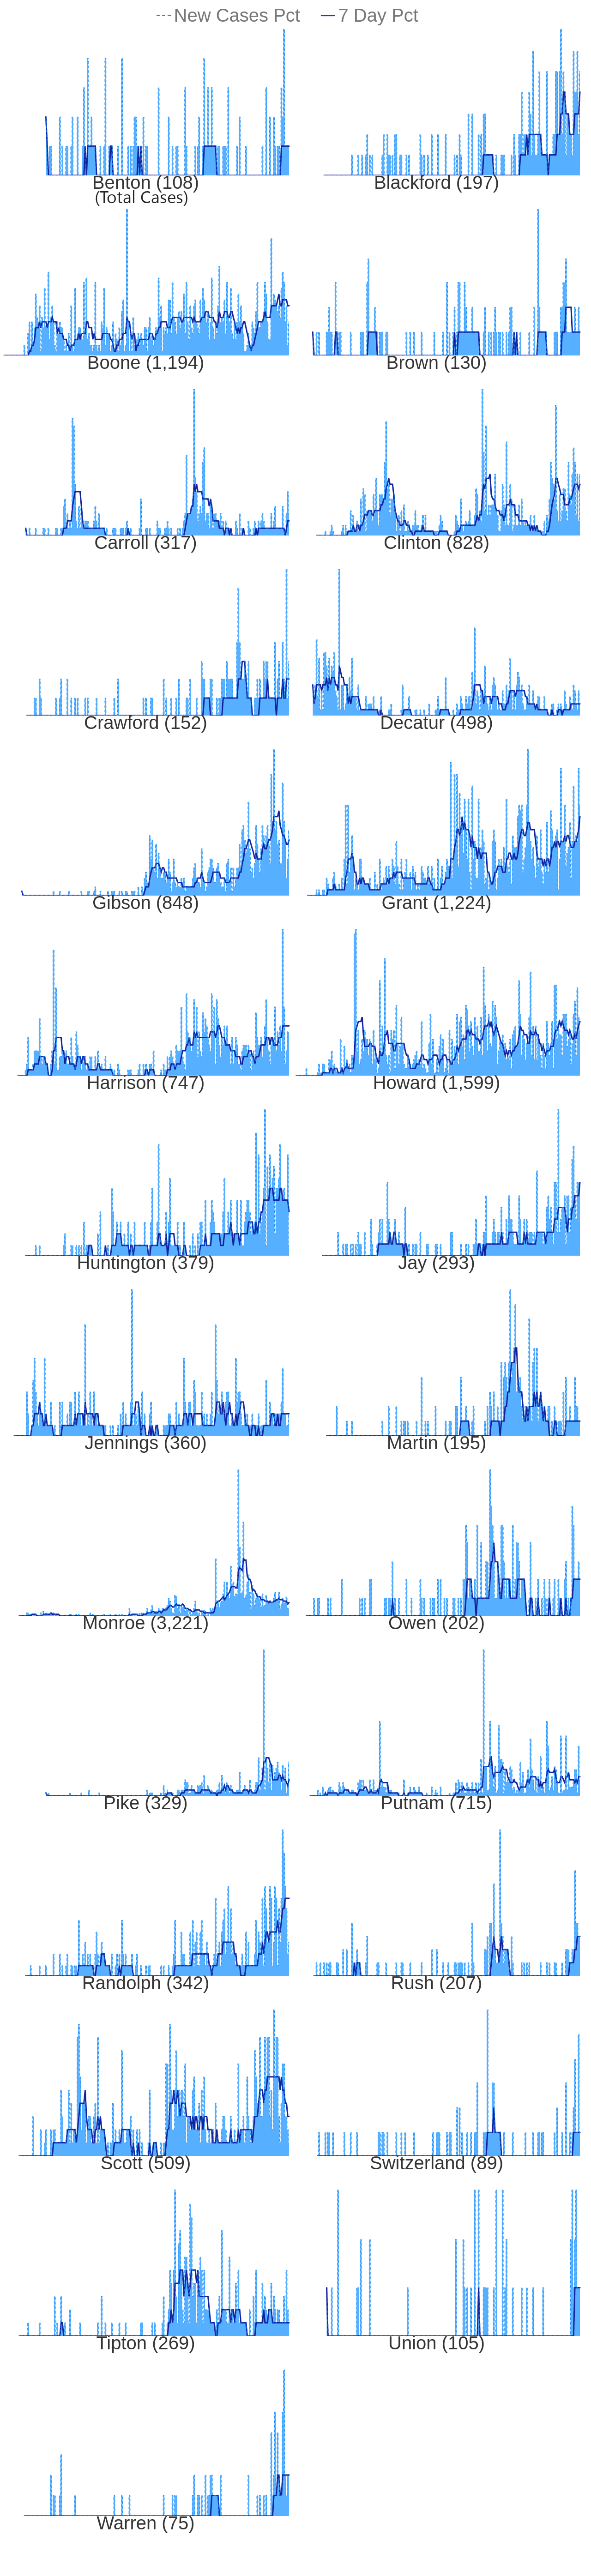 New Cases Pct 7 Day Pct
Benton (108) Blackford (197)
(Total Cases)
Boone (1,194) Brown (130)
Carroll (317) Clinton (828)
Crawford (152) Decatur (498)
Gibson (848) Grant (1,224)
Harrison (747) Howard (1,599)
Huntington (379) Jay (293)
Jennings (360) Martin (195)
Monroe (3,221) Owen (202)
Pike (329) Putnam (715)
Randolph (342) Rush (207)
Scott (509) Switzerland (89)
Tipton (269) Union (105)
Warren (75)